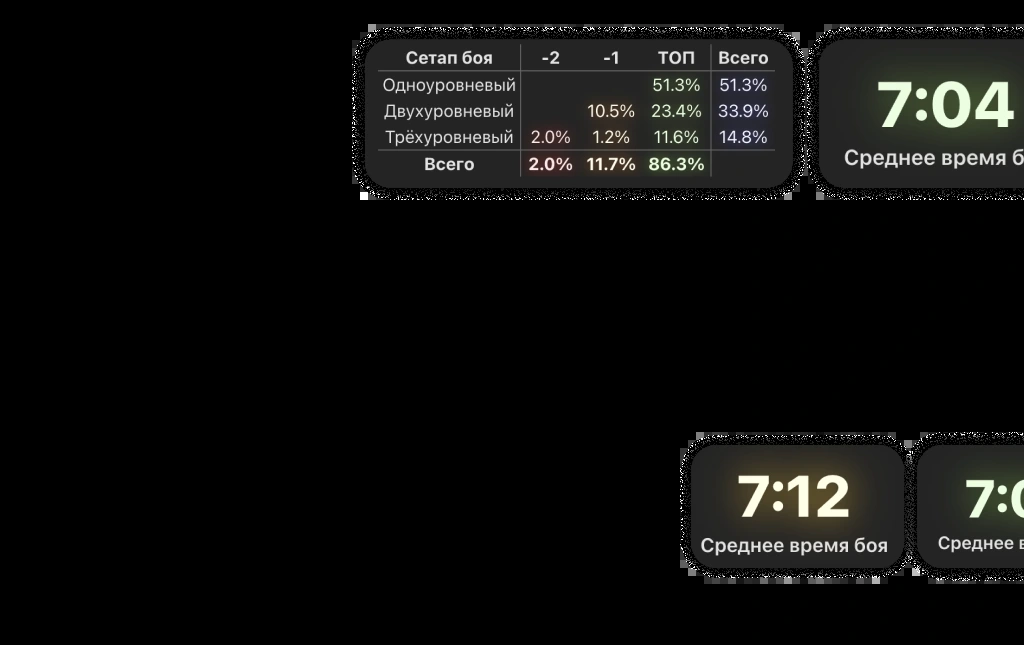 Сетап боя -2 -1 ТОП Всего
Одноуровневый 51.3% 51.3%
Двухуровневый 10.5% 23.4% 33.9%
Трёхуровневый 2.0% 1.2% 11.6% 14.8%
Всего 2.0% 11.7% 86.3%
7:04
Среднее время
7:12
Среднее время боя
Среднее